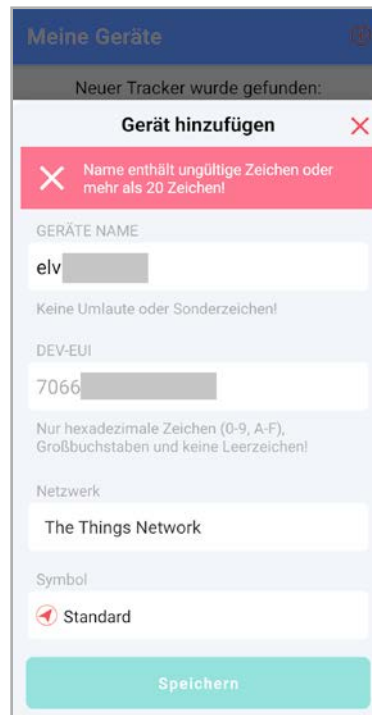 Meine Geräte
Neuer Tracker wurde gefunden:
Gerät hinzufügen
Name enthält ungültige Zeichen oder
mehr als 20 Zeichen!
GERÄTE NAME
elv
Keine Umlaute oder Sonderzeichen!
DEV-EUI
7066
Nur hexadezimale Zeichen (0-9, A-F),
Großbuchstaben und keine Leerzeichen!
Netzwerk
The Things Network
Symbol
Standard
Speichern